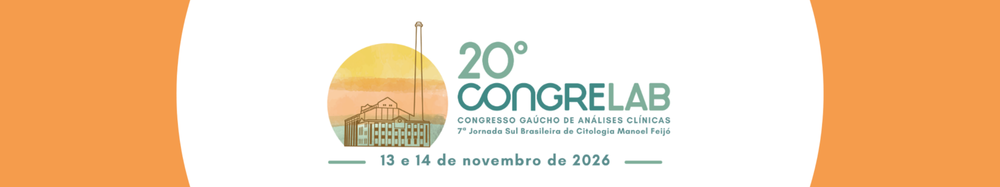 20°
CONGRELAB
CONGRESSO GAÚCHO DE ANÁLISES CLÍNICAS
7ª Jornada Sul Brasileira de Citologia Manoel Feijó
13 e 14 de novembro de 2026